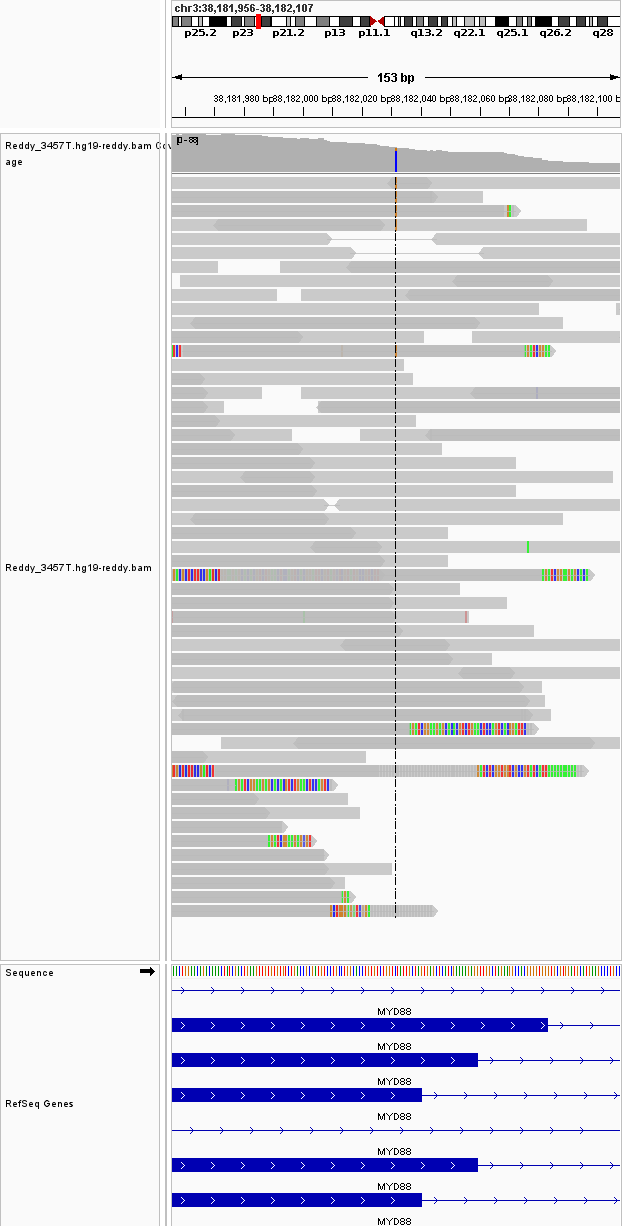 chr3:38,181,956-38,182,107
p25.2 p23 p21.2 p13 p11.1 q13.2 q22.1 q25.1 q26.2 q28
153 bp
38,181,980 bp 38,182,000 bp 38,182,020 bp 38,182,040 bp 38,182,060 bp 38,182,080 bp 38,182,100 b
Reddy_3457T.hg19-reddy.bam Cov
age
Reddy_3457T.hg19-reddy.bam
Sequence
MYD88
MYD88
MYD88
RefSeq Genes
MYD88
MYD88
MYD88
MYD88